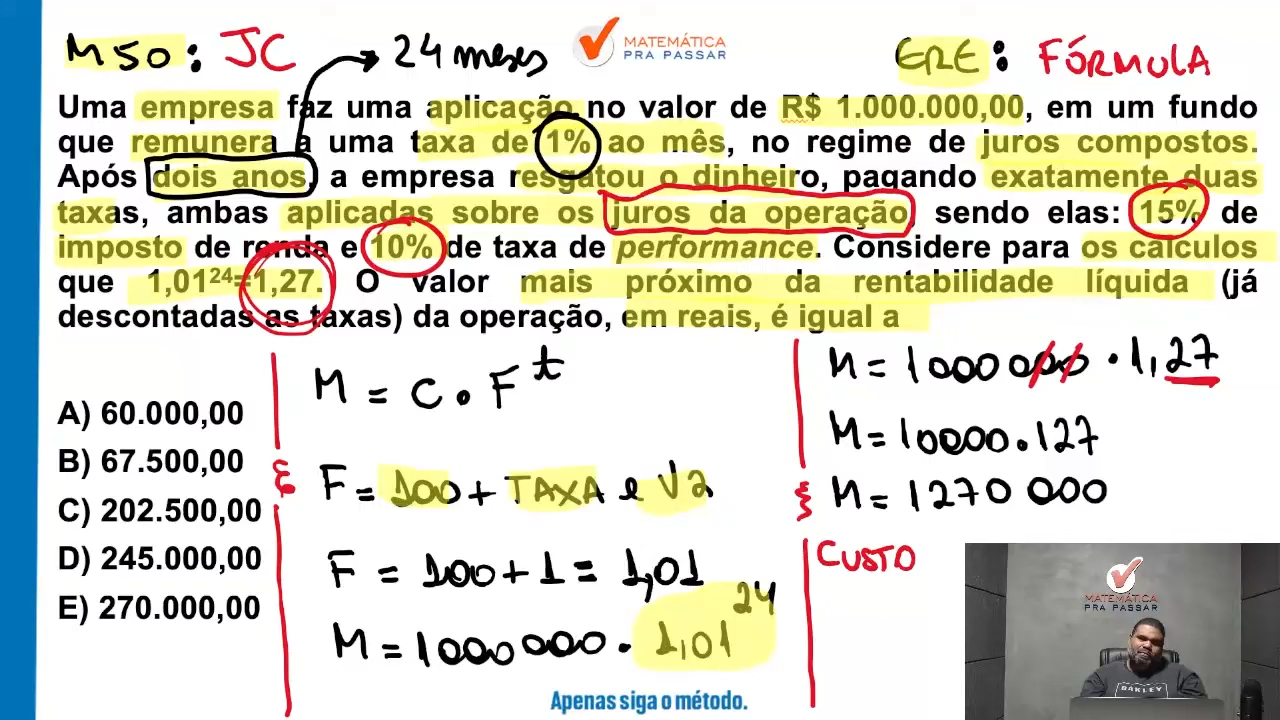 M50: JC
24 meses
MATEMÁTICA
PRA PASSAR
ERE: FÓRMULA
Uma empresa faz uma aplicação no valor de R$ 1.000.000,00, em um fundo
que remunera a uma taxa de 1% ao mês, no regime de juros compostos.
Após dois anos, a empresa resgatou o dinheiro, pagando exatamente duas
taxas, ambas aplicadas sobre os juros da operação, sendo elas: 15% de
imposto de renda e 10% de taxa de performance. Considere para os cálculos
que 1,01²⁴=1,27. O valor mais próximo da rentabilidade líquida (já
descontadas as taxas) da operação, em reais, é igual a
A) 60.000,00
B) 67.500,00
C) 202.500,00
D) 245.000,00
E) 270.000,00
M = C . F^t
F = 100 + TAXA e V2
F = 100 + 1 = 1,01
M = 1000 000 . 1,01^24
M = 1000 000 . 1,27
M = 10000 . 127
M = 1270 000
CUSTO
MATEMÁTICA
PRA PASSAR
OAKLEY
Apenas siga o método.